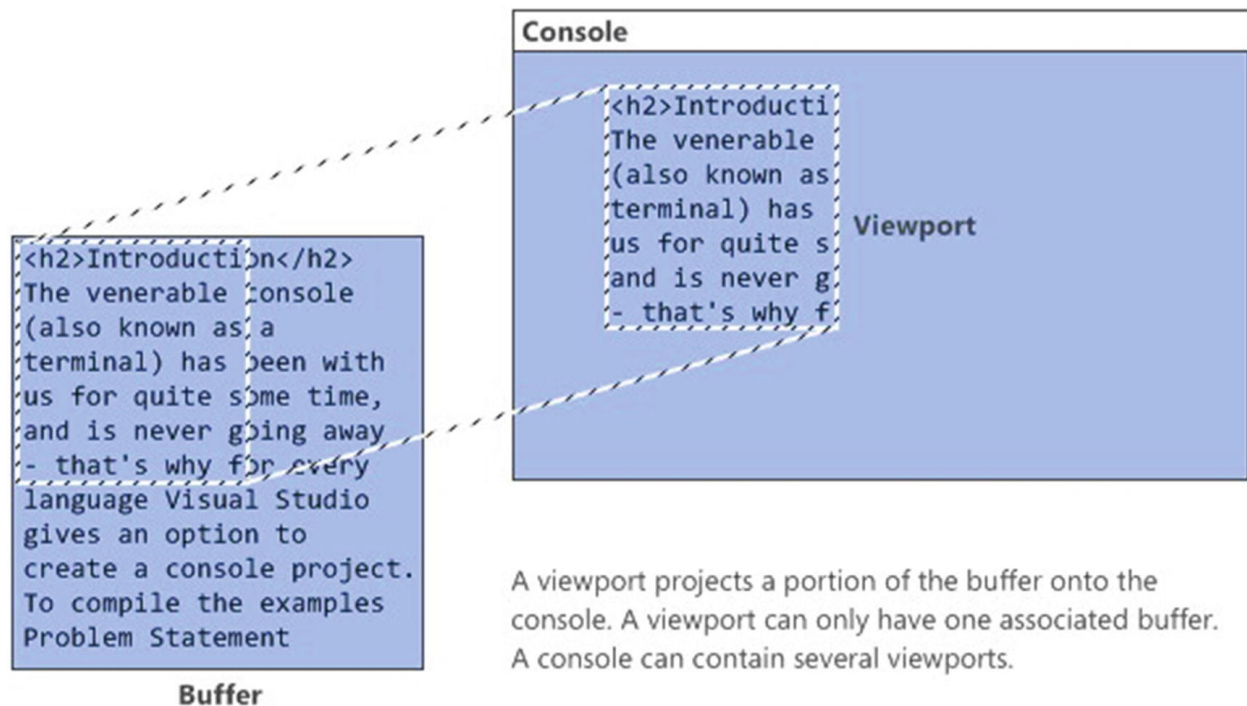 Console
<h2>Introducti
The venerable
(also known as
terminal) has
us for quite s
and is never g
- that's why f
Viewport
<h2>Introduction</h2>
The venerable console
(also known as a
terminal) has been with
us for quite some time,
and is never going away
- that's why for every
language Visual Studio
gives an option to
create a console project.
To compile the examples
Problem Statement
Buffer
A viewport projects a portion of the buffer onto the
console. A viewport can only have one associated buffer.
A console can contain several viewports.